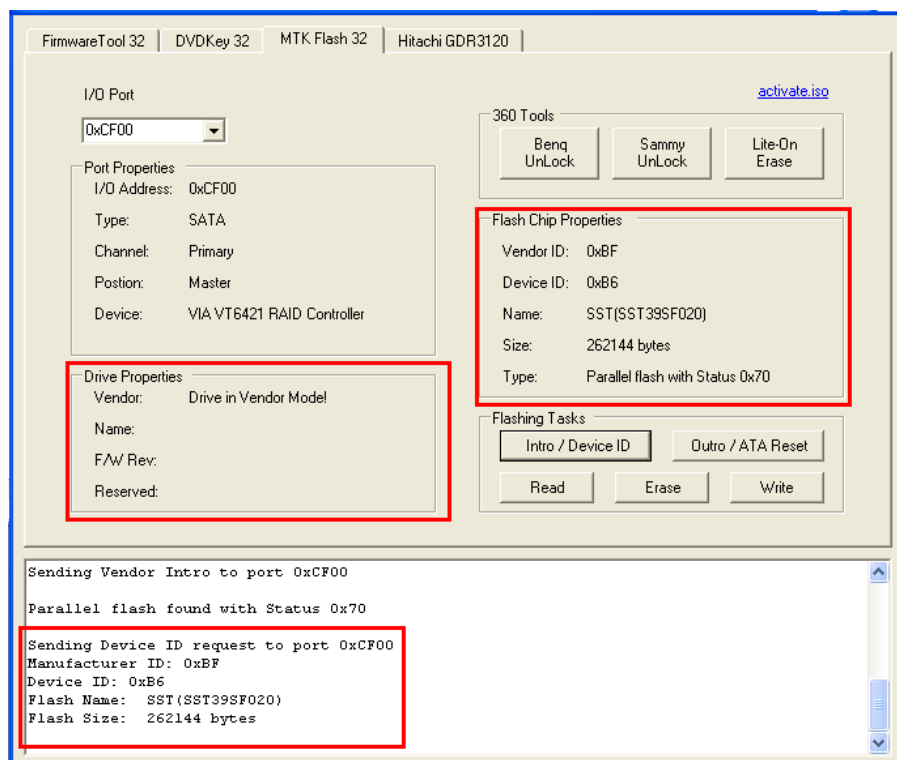 FirmwareTool 32
DVDKey 32
MTK Flash 32
Hitachi GDR3120
I/O Port
0xCF00
Port Properties
I/O Address: 0xCF00
Type: SATA
Channel: Primary
Postion: Master
Device: VIA VT6421 RAID Controller
Drive Properties
Vendor: Drive in Vendor Mode!
Name:
F/W Rev:
Reserved:
activate.iso
360 Tools
Benq
UnLock
Sammy
UnLock
Lite-On
Erase
Flash Chip Properties
Vendor ID: 0xBF
Device ID: 0xB6
Name: SST(SST39SF020)
Size: 262144 bytes
Type: Parallel flash with Status 0x70
Flashing Tasks
Intro / Device ID
Outro / ATA Reset
Read
Erase
Write
Sending Vendor Intro to port 0xCF00
Parallel flash found with Status 0x70
Sending Device ID request to port 0xCF00
Manufacturer ID: 0xBF
Device ID: 0xB6
Flash Name: SST(SST39SF020)
Flash Size: 262144 bytes